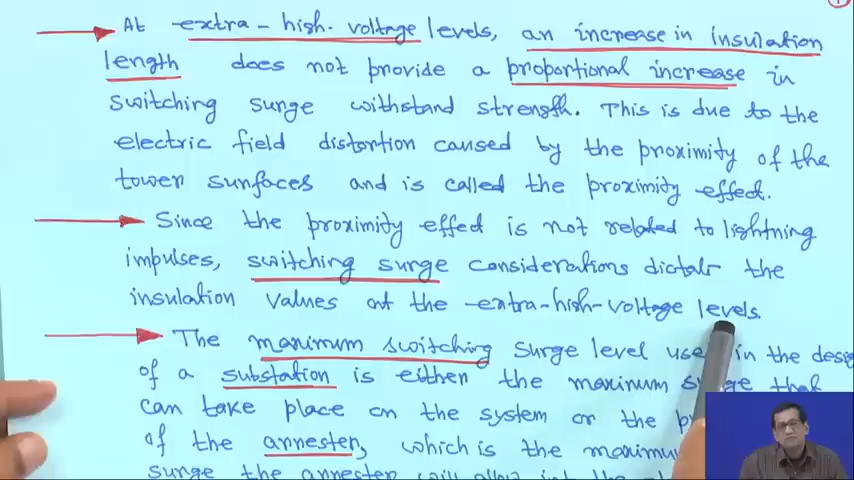 At extra-high-voltage levels, an increase in insulation
length does not provide a proportional increase in
switching surge withstand strength. This is due to the
electric field distortion caused by the proximity of the
tower surfaces and is called the proximity effect.
Since the proximity effect is not related to lightning
impulses, switching surge considerations dictate the
insulation values at the extra-high-voltage levels.
The maximum switching surge level used in the design
of a substation is either the maximum surge that
can take place on the system or the
of the arrester, which is the maximum
surge the arrester will allow